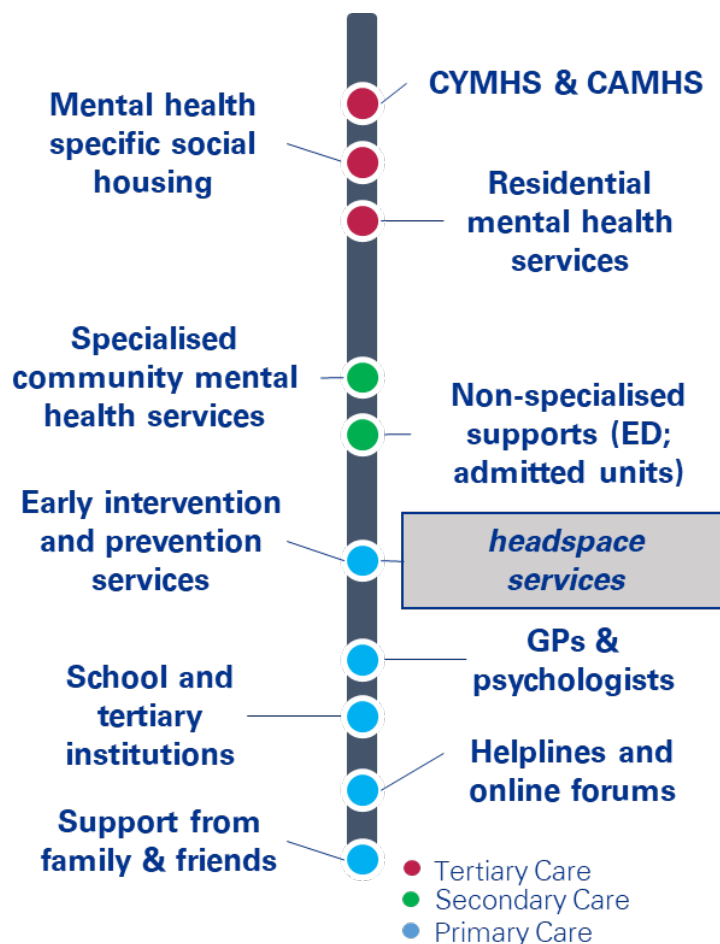 CYMHS & CAMHS
Mental health
specific social
housing
Residential
mental health
services
Specialised
community mental
health services
Non-specialised
supports (ED;
admitted units)
Early intervention
and prevention
services
headspace
services
GPs &
psychologists
School and
tertiary
institutions
Helplines and
online forums
Support from
family & friends
Tertiary Care
Secondary Care
Primary Care